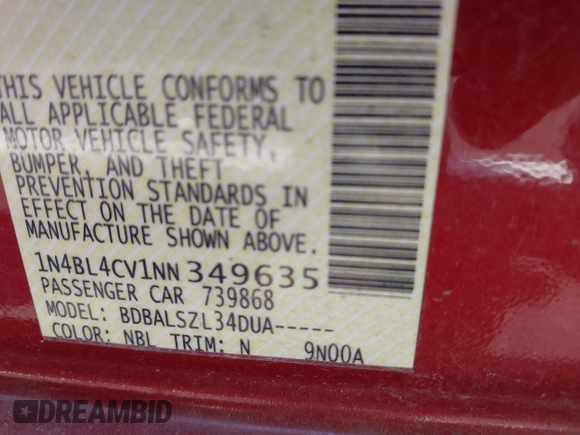 THIS VEHICLE CONFORMS TO
ALL APPLICABLE FEDERAL
MOTOR VEHICLE SAFETY,
BUMPER, AND THEFT
PREVENTION STANDARDS IN
EFFECT ON THE DATE OF
MANUFACTURE SHOWN ABOVE.
1N4BL4CV1NN349635
PASSENGER CAR 739868
MODEL: BDBALSZL34DUA-----
COLOR: NBL TRIM: N 9N00A
DREAMBID